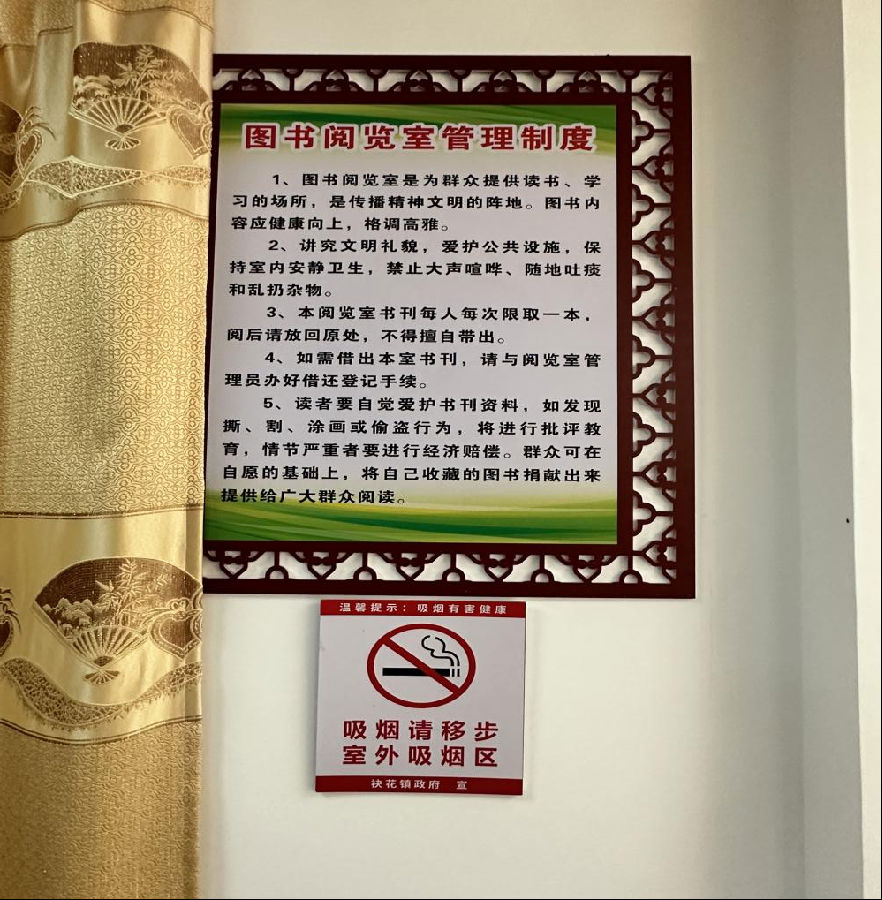 图书阅览室管理制度
1、图书阅览室是为群众提供读书、学
习的场所，是传播精神文明的阵地。图书内
容应健康向上，格调高雅。
2、讲究文明礼貌，爱护公共设施，保
持室内安静卫生，禁止大声喧哗、随地吐痰
和乱扔杂物。
3、本阅览室书刊每人每次限取一本，
阅后请放回原处，不得擅自带出。
4、如需借出本室书刊，请与阅览室管
理员办好借还登记手续。
5、读者要自觉爱护书刊资料，如发现
撕、割、涂画或偷盗行为，将进行批评教
育，情节严重者要进行经济赔偿。群众可在
自愿的基础上，将自己收藏的图书捐献出来
提供给广大群众阅读。
温馨提示：吸烟有害健康
吸烟请移步
室外吸烟区
袂花镇政府 宣